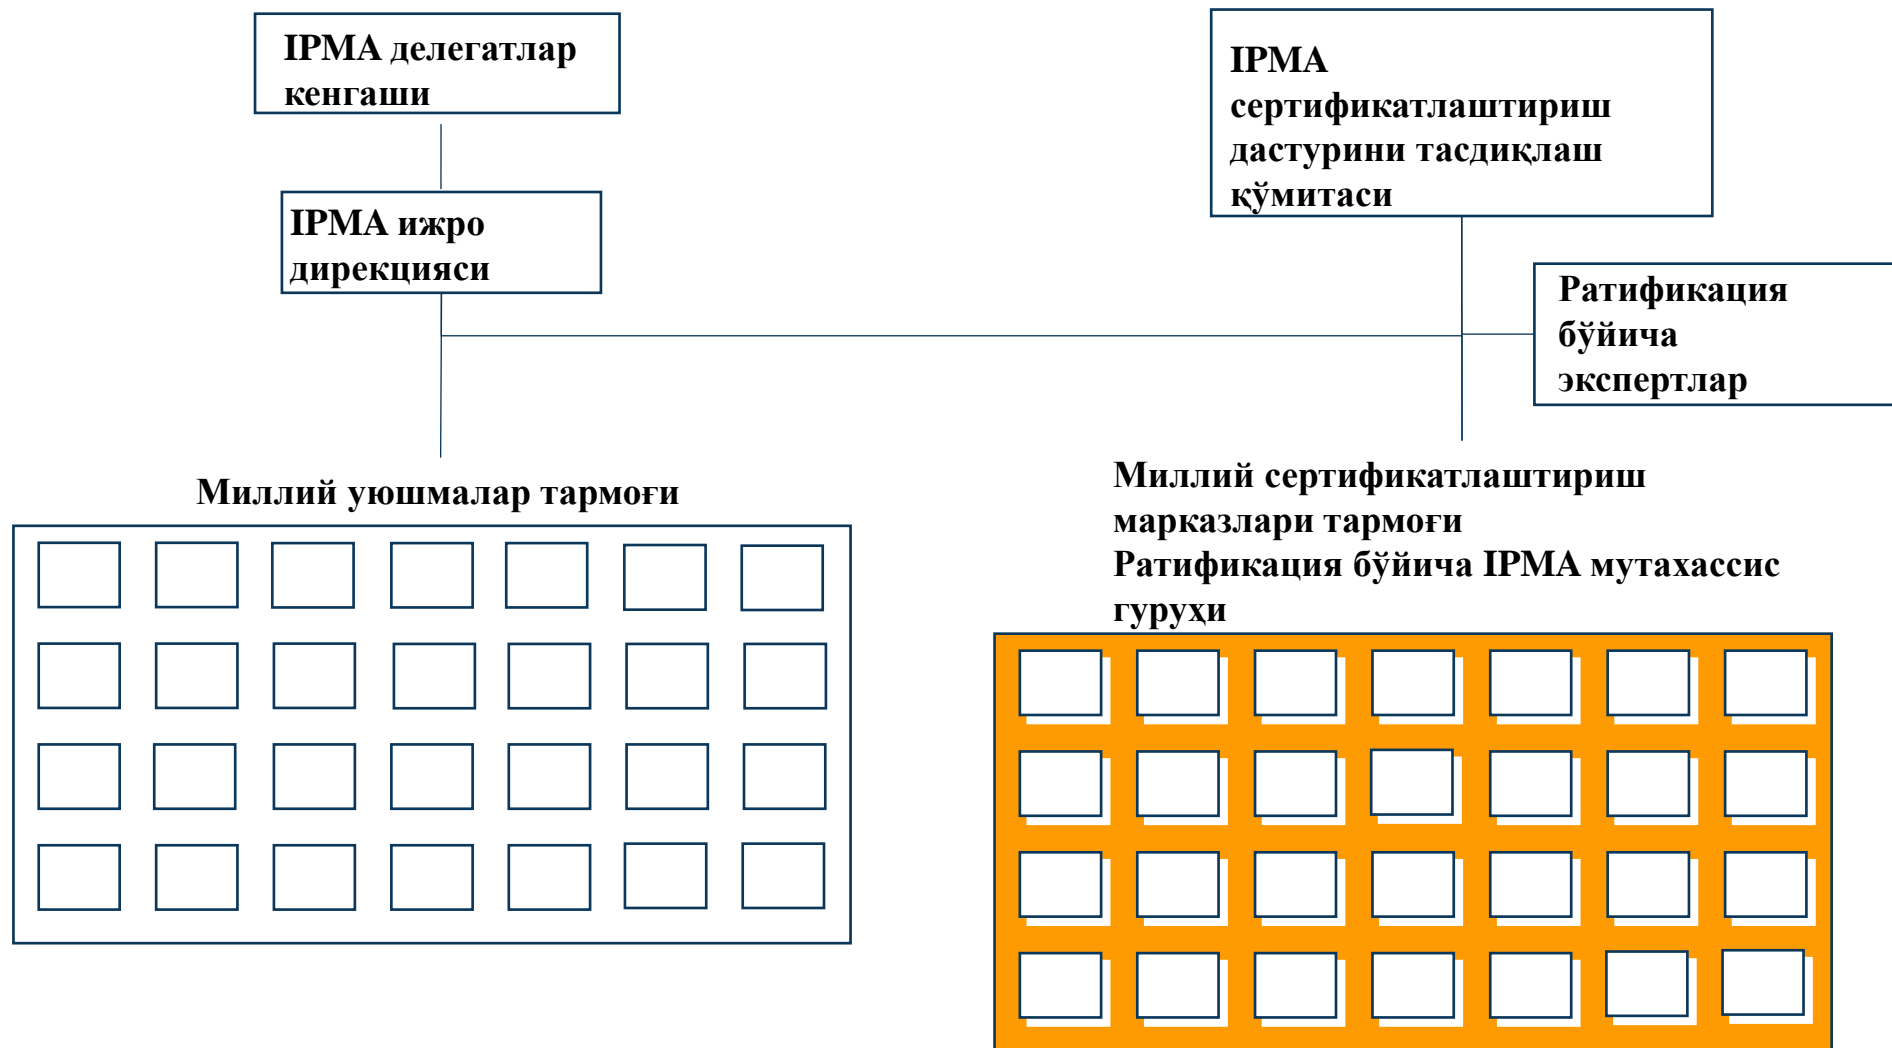 IPMA делегатлар
кенгаши
IPMA
сертификатлаштириш
дастурини тасдиқлаш
қўмитаси
IPMA ижро
дирекцияси
Ратификация
бўйича
экспертлар
Миллий уюшмалар тармоғи
Миллий сертификатлаштириш
марказлари тармоғи
Ратификация бўйича IPMA мутахассис
гуруҳи